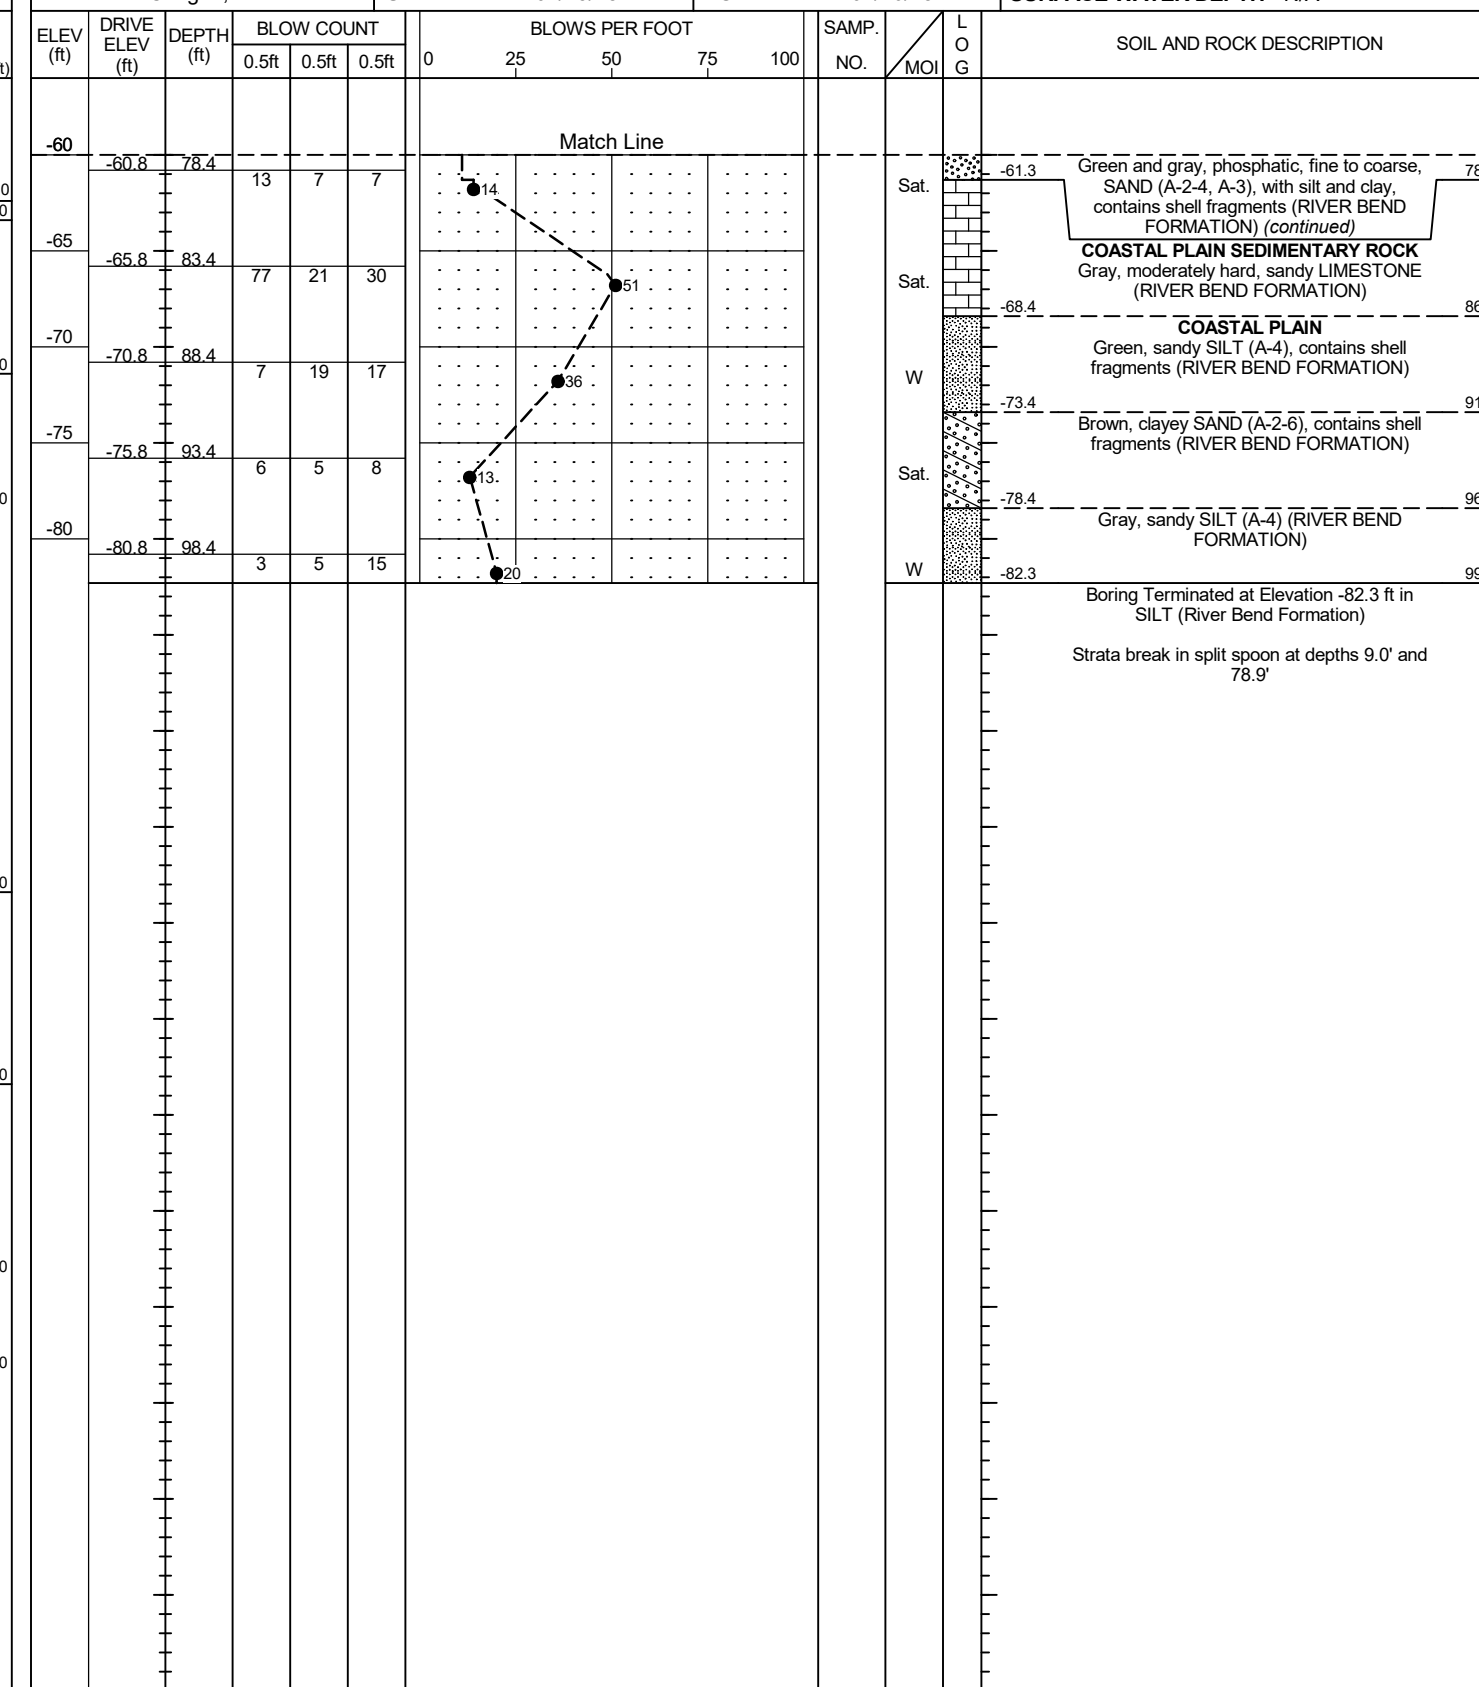 SURFACE WATER DEPTH N/A
ELEV (ft)
DRIVE ELEV (ft)
DEPTH (ft)
BLOW COUNT
0.5ft 0.5ft 0.5ft
BLOWS PER FOOT
0 25 50 75 100
SAMP. NO.
MOI
LOG
SOIL AND ROCK DESCRIPTION
Match Line
-60
-60.8 78.4
13 7 7
14
Sat.
-61.3
78
Green and gray, phosphatic, fine to coarse,
SAND (A-2-4, A-3), with silt and clay,
contains shell fragments (RIVER BEND
FORMATION) (continued)
-65
COASTAL PLAIN SEDIMENTARY ROCK
-65.8 83.4
77 21 30
51
Sat.
Gray, moderately hard, sandy LIMESTONE
(RIVER BEND FORMATION)
-68.4
86
COASTAL PLAIN
-70
Green, sandy SILT (A-4), contains shell
fragments (RIVER BEND FORMATION)
-70.8 88.4
7 19 17
36
W
-73.4
91
Brown, clayey SAND (A-2-6), contains shell
fragments (RIVER BEND FORMATION)
-75
-75.8 93.4
6 5 8
13
Sat.
-78.4
96
Gray, sandy SILT (A-4) (RIVER BEND
FORMATION)
-80
-80.8 98.4
3 5 15
20
W
-82.3
99
Boring Terminated at Elevation -82.3 ft in
SILT (River Bend Formation)
Strata break in split spoon at depths 9.0' and
78.9'